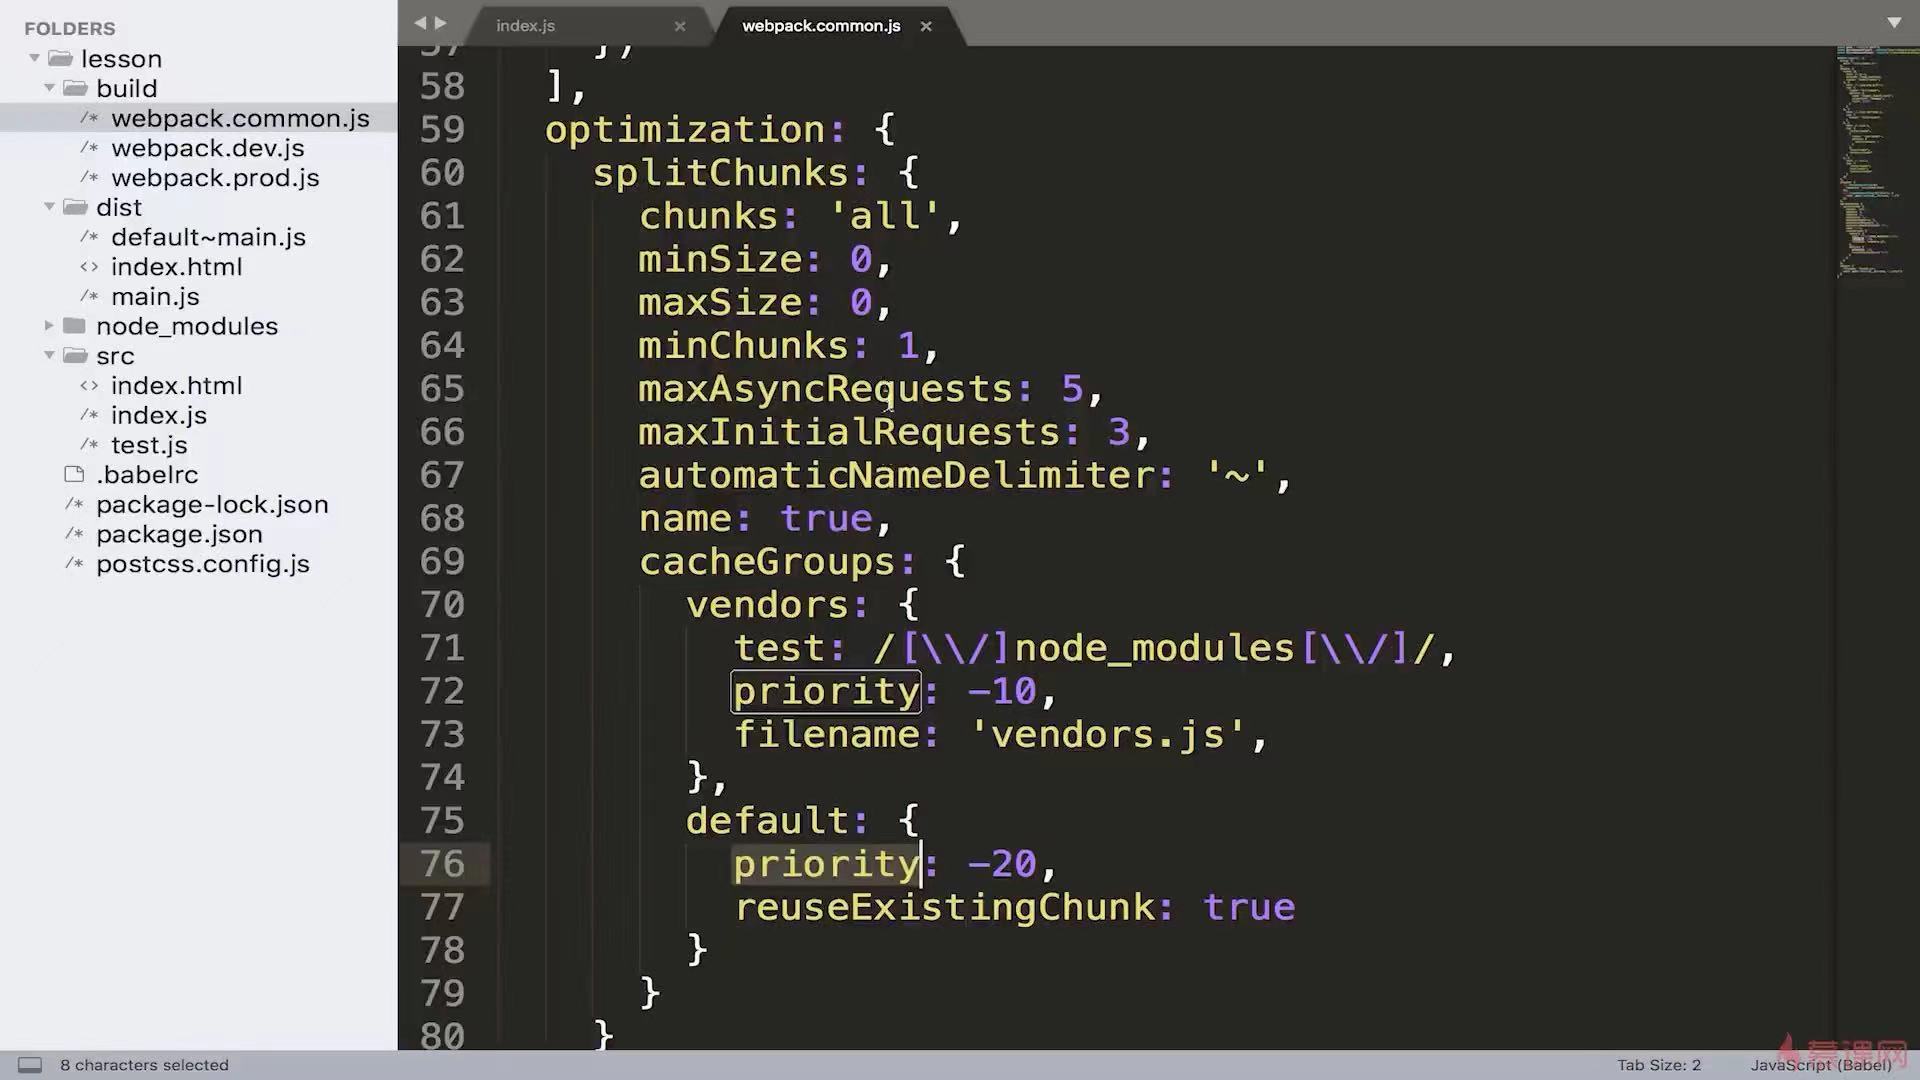 FOLDERS
lesson
build
/* webpack.common.js
/* webpack.dev.js
/* webpack.prod.js
dist
/* default~main.js
<> index.html
/* main.js
node_modules
src
<> index.html
/* index.js
/* test.js
.babelrc
/* package-lock.json
/* package.json
/* postcss.config.js
index.js
webpack.common.js
57 })
58 ],
59 optimization: {
60 splitChunks: {
61 chunks: 'all',
62 minSize: 0,
63 maxSize: 0,
64 minChunks: 1,
65 maxAsyncRequests: 5,
66 maxInitialRequests: 3,
67 automaticNameDelimiter: '~',
68 name: true,
69 cacheGroups: {
70 vendors: {
71 test: /[\\/]node_modules[\\/]/,
72 priority: -10,
73 filename: 'vendors.js',
74 },
75 default: {
76 priority: -20,
77 reuseExistingChunk: true
78 }
79 }
80 }
8 characters selected
Tab Size: 2
JavaScript (Babel)
慕课网